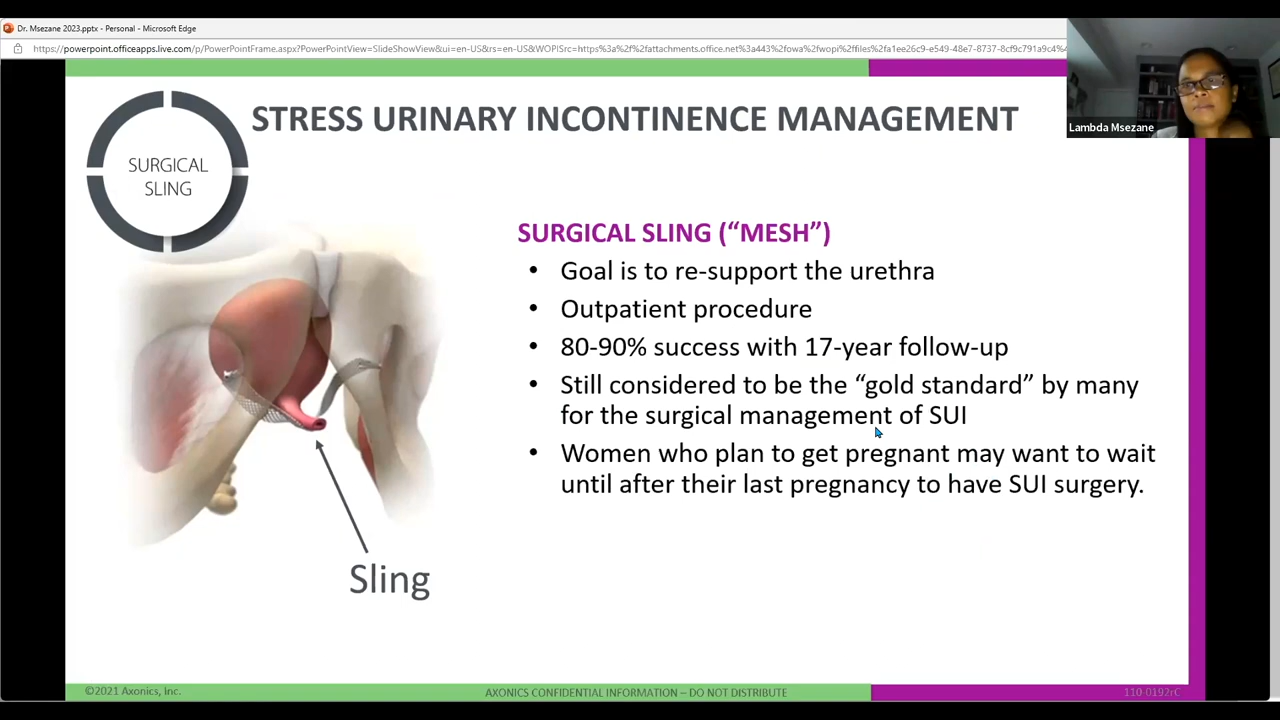 Dr. Msezane 2023.pptx - Personal - Microsoft Edge
https://powerpoint.officeapps.live.com/p/PowerPointFrame.aspx?PowerPointView=SlideShowView&ui=en-US&rs=en-US&WOPISrc=https%3a%2f%2fattachments.office.net%3a443%2fowa%2fwopi%2ffiles%2fa1ee26c9-e549-48e7-8737-8cf9c791a9c4%
Lambda Msezane
STRESS URINARY INCONTINENCE MANAGEMENT
SURGICAL
SLING
SURGICAL SLING (“MESH”)
• Goal is to re-support the urethra
• Outpatient procedure
• 80-90% success with 17-year follow-up
• Still considered to be the “gold standard” by many
for the surgical management of SUI
• Women who plan to get pregnant may want to wait
until after their last pregnancy to have SUI surgery.
Sling
©2021 Axonics, Inc.
AXONICS CONFIDENTIAL INFORMATION – DO NOT DISTRIBUTE
110-0192rC